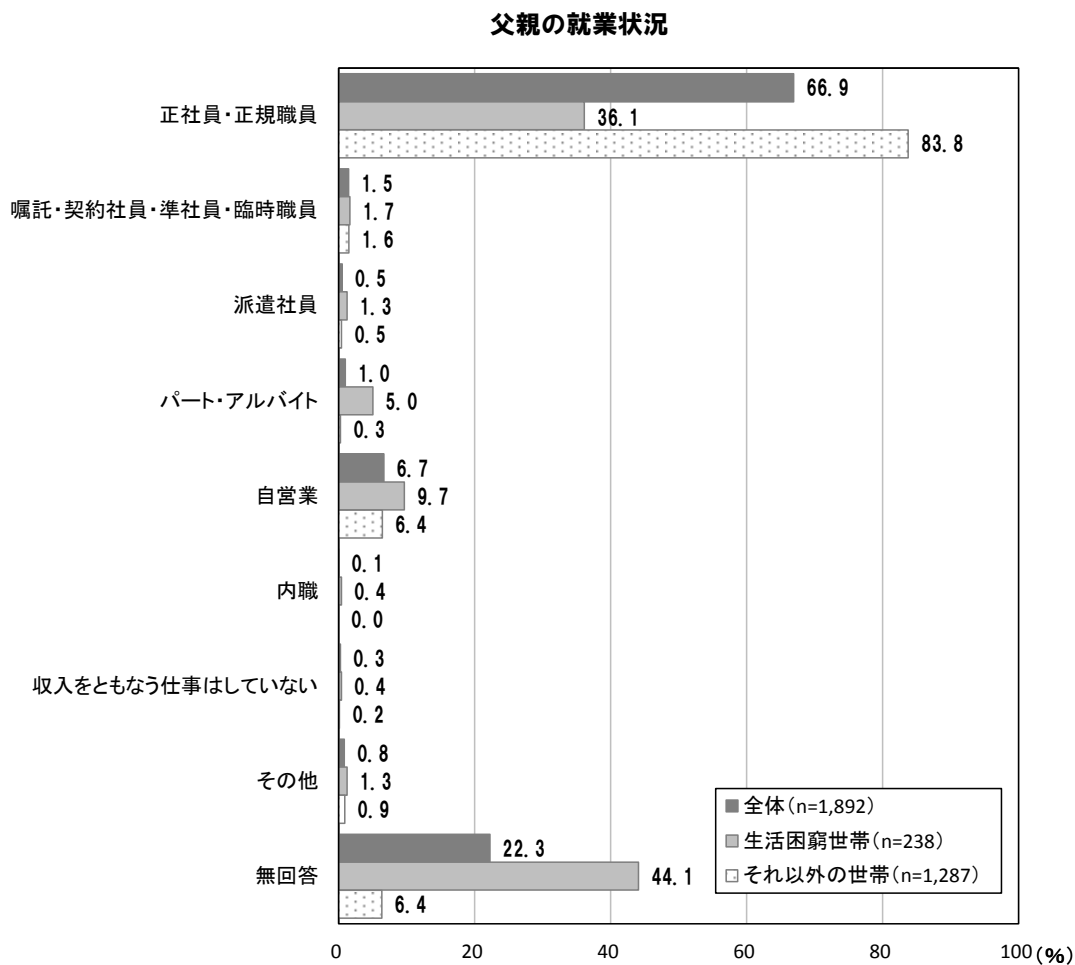 父親の就業状況
正社員・正規職員
66.9
36.1
83.8
嘱託・契約社員・準社員・臨時職員
1.5
1.7
1.6
派遣社員
0.5
1.3
0.5
パート・アルバイト
1.0
5.0
0.3
自営業
6.7
9.7
6.4
内職
0.1
0.4
0.0
収入をともなう仕事はしていない
0.3
0.4
0.2
その他
0.8
1.3
0.9
無回答
22.3
44.1
6.4
全体(n=1,892)
生活困窮世帯(n=238)
それ以外の世帯(n=1,287)
0 20 40 60 80 100 (%)